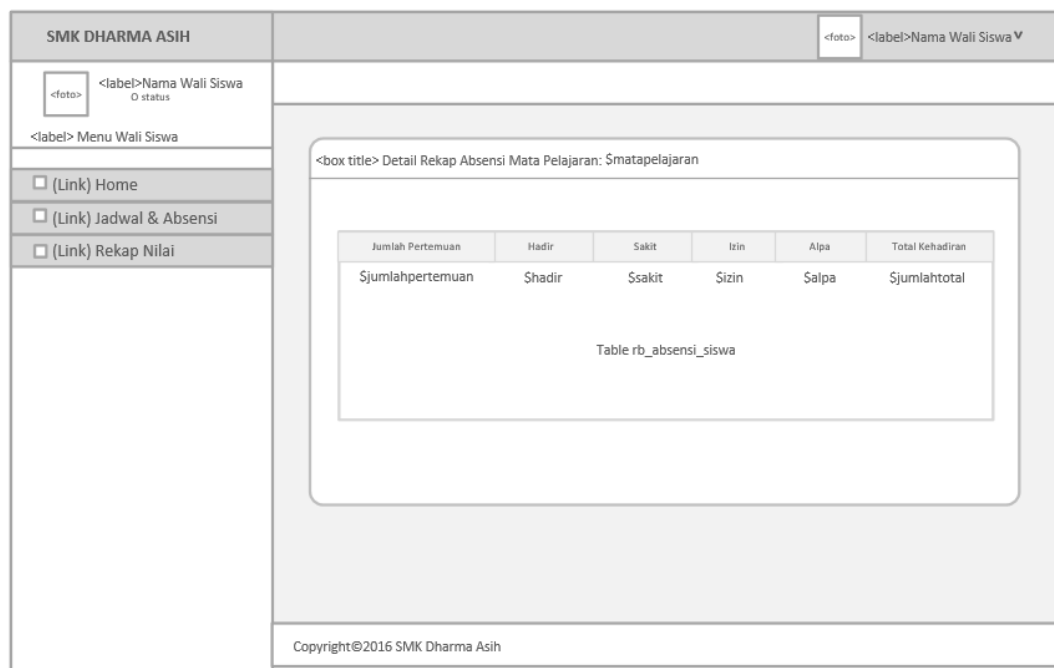 SMK DHARMA ASIH
<foto> <label>Nama Wali Siswa v
<foto> <label>Nama Wali Siswa
O status
<label> Menu Wali Siswa
(Link) Home
(Link) Jadwal & Absensi
(Link) Rekap Nilai
<box title> Detail Rekap Absensi Mata Pelajaran: $matapelajaran
Jumlah Pertemuan Hadir Sakit Izin Alpa Total Kehadiran
$jumlahpertemuan $hadir $sakit $izin $alpa $jumlahtotal
Table rb_absensi_siswa
Copyright©2016 SMK Dharma Asih